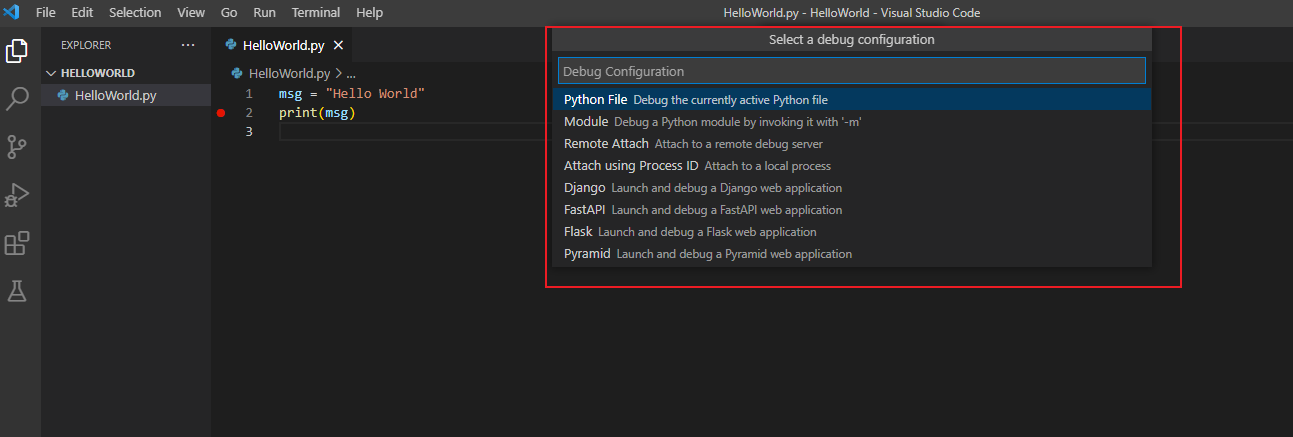 File Edit Selection View Go Run Terminal Help HelloWorld.py - HelloWorld - Visual Studio Code
EXPLORER ···
HELLOWORLD
HelloWorld.py
HelloWorld.py
HelloWorld.py > ...
1 msg = "Hello World"
2 print(msg)
3
Select a debug configuration
Debug Configuration
Python File Debug the currently active Python file
Module Debug a Python module by invoking it with '-m'
Remote Attach Attach to a remote debug server
Attach using Process ID Attach to a local process
Django Launch and debug a Django web application
FastAPI Launch and debug a FastAPI web application
Flask Launch and debug a Flask web application
Pyramid Launch and debug a Pyramid web application